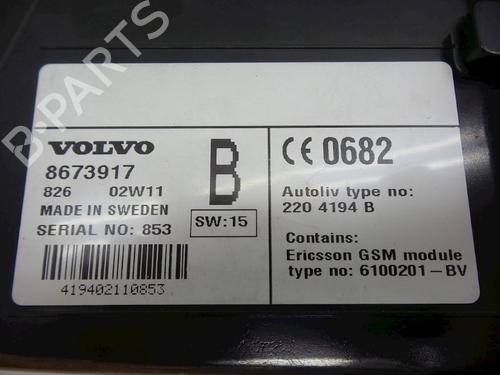 B-PARTS
VOLVO
8673917
826 02W11
MADE IN SWEDEN
SERIAL NO: 853
B
SW:15
419402110853
CE 0682
Autoliv type no:
220 4194 B
Contains:
Ericsson GSM module
type no: 6100201-BV